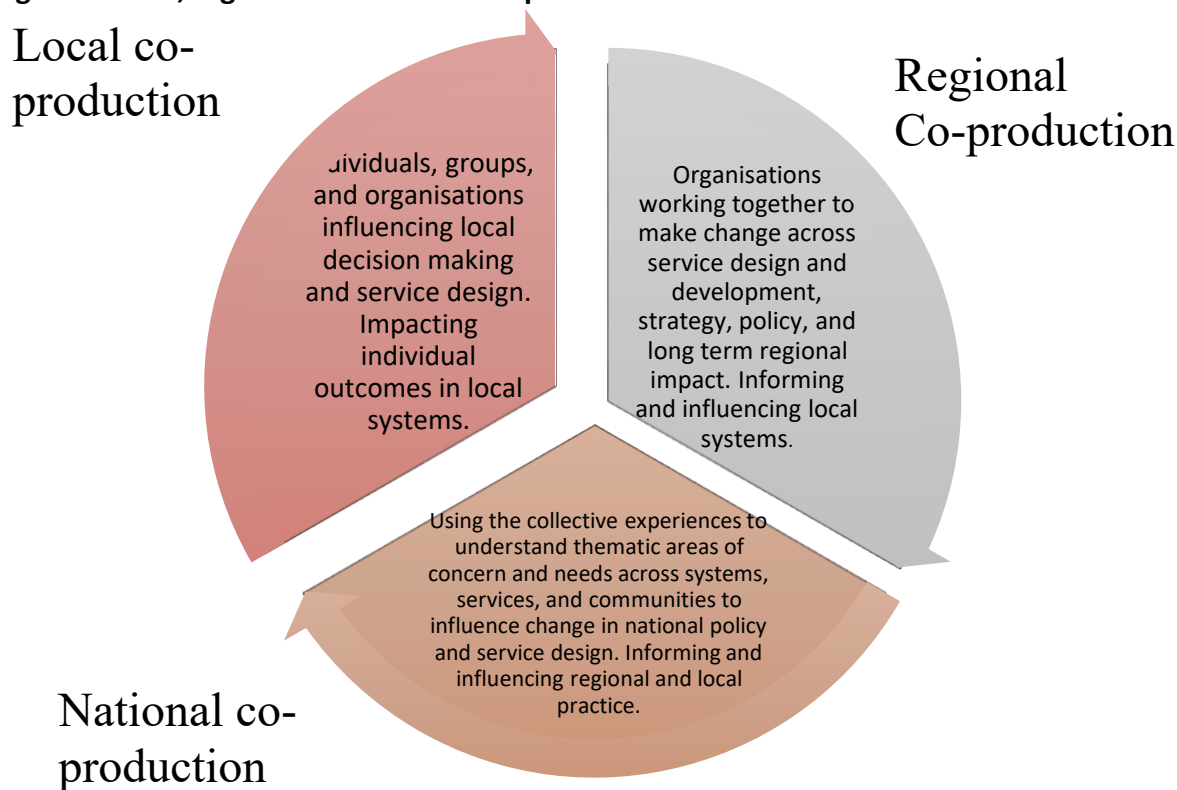 Local co-
production
Regional
Co-production
groups,
and organisations
influencing local
decision making
and service design.
Impacting
individual
outcomes in local
systems.
Organisations
working together to
make change across
service design and
development,
strategy, policy, and
long term regional
impact. Informing
and influencing local
systems.
Using the collective experiences to
understand thematic areas of
concern and needs across systems,
services, and communities to
influence change in national policy
and service design. Informing and
influencing regional and local
practice.
National co-
production